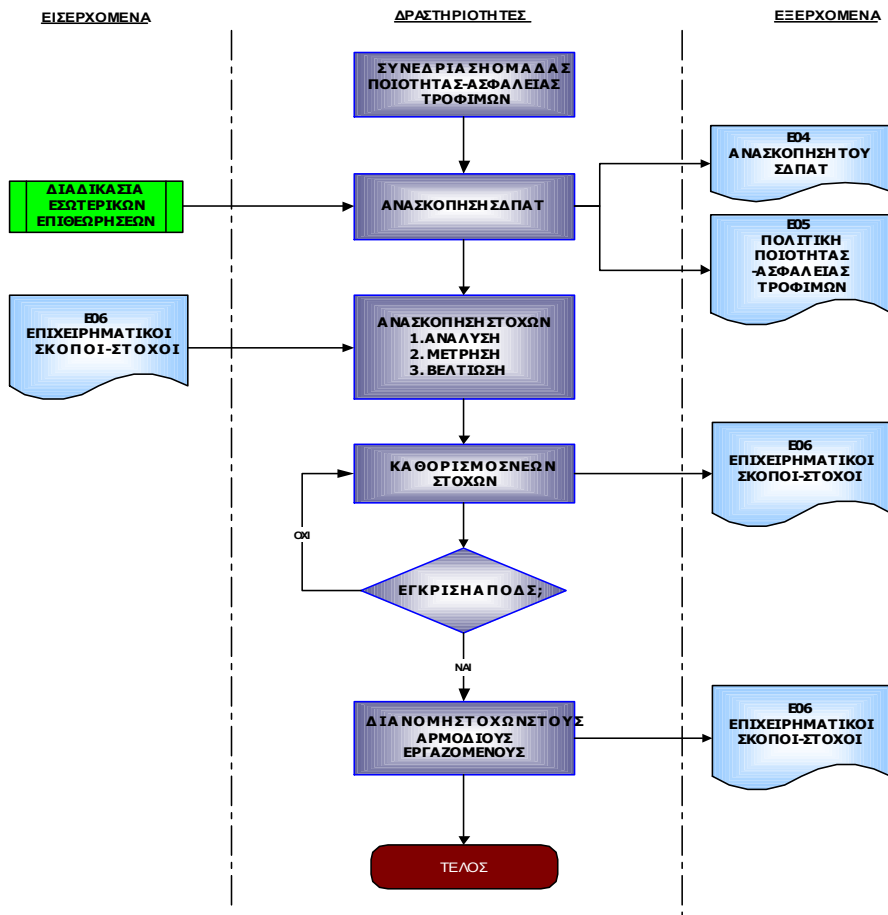 ΕΙΣΕΡΧΟΜΕΝΑ
ΔΡΑΣΤΗΡΙΟΤΗΤΕΣ
ΕΞΕΡΧΟΜΕΝΑ
ΣΥΝΕΔΡΙΑΣΗ ΟΜΑΔΑΣ
ΠΟΙΟΤΗΤΑΣ-ΑΣΦΑΛΕΙΑΣ
ΤΡΟΦΙΜΩΝ
Ε04
ΑΝΑΣΚΟΠΗΣΗ ΤΟΥ
ΣΔΠΑΤ
ΔΙΑΔΙΚΑΣΙΑ
ΕΣΩΤΕΡΙΚΩΝ
ΕΠΙΘΕΩΡΗΣΕΩΝ
ΑΝΑΣΚΟΠΗΣΗ ΣΔΠΑΤ
Ε05
ΠΟΛΙΤΙΚΗ
ΠΟΙΟΤΗΤΑΣ
-ΑΣΦΑΛΕΙΑΣ
ΤΡΟΦΙΜΩΝ
Ε06
ΕΠΙΧΕΙΡΗΜΑΤΙΚΟΙ
ΣΚΟΠΟΙ-ΣΤΟΧΟΙ
ΑΝΑΣΚΟΠΗΣΗ ΣΤΟΧΩΝ
1. ΑΝΑΛΥΣΗ
2. ΜΕΤΡΗΣΗ
3. ΒΕΛΤΙΩΣΗ
ΚΑΘΟΡΙΣΜΟΣ ΝΕΩΝ
ΣΤΟΧΩΝ
Ε06
ΕΠΙΧΕΙΡΗΜΑΤΙΚΟΙ
ΣΚΟΠΟΙ-ΣΤΟΧΟΙ
ΟΧΙ
ΕΓΚΡΙΣΗ ΑΠΟ ΔΣ;
ΝΑΙ
ΔΙΑΝΟΜΗ ΣΤΟΧΩΝ ΣΤΟΥΣ
ΑΡΜΟΔΙΟΥΣ
ΕΡΓΑΖΟΜΕΝΟΥΣ
Ε06
ΕΠΙΧΕΙΡΗΜΑΤΙΚΟΙ
ΣΚΟΠΟΙ-ΣΤΟΧΟΙ
ΤΕΛΟΣ